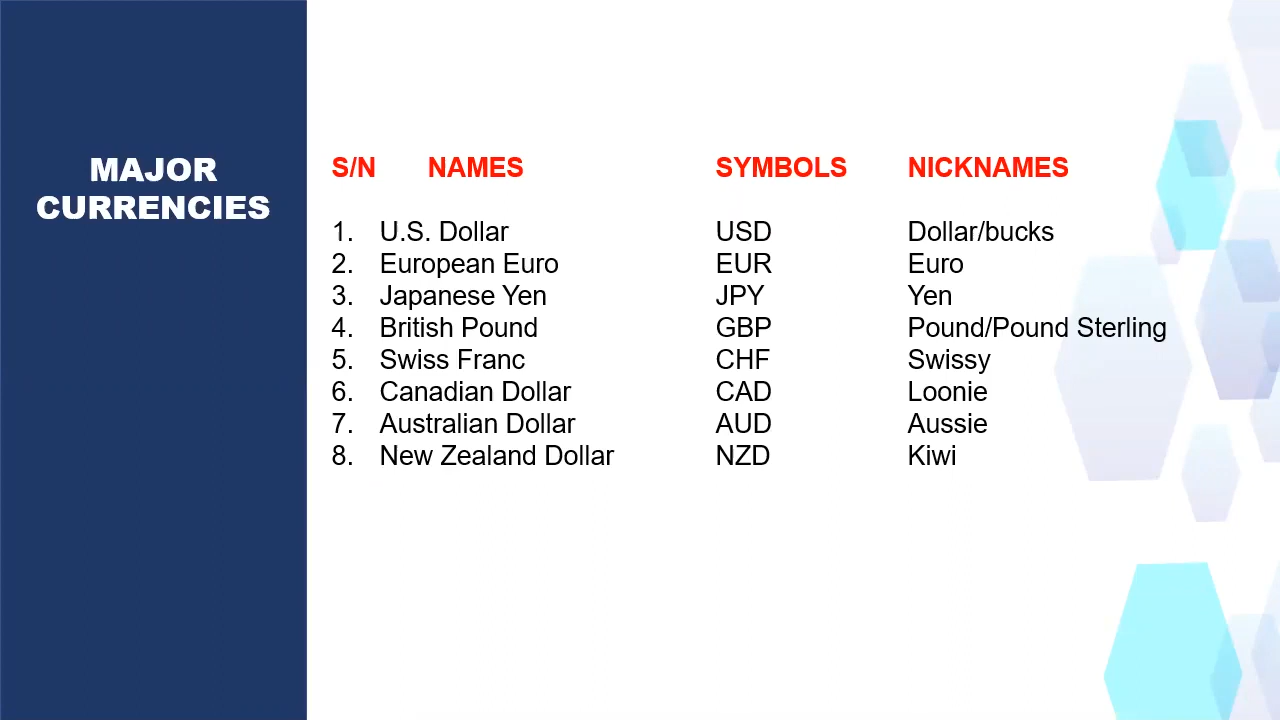 MAJOR
CURRENCIES
S/N NAMES SYMBOLS NICKNAMES
1. U.S. Dollar USD Dollar/bucks
2. European Euro EUR Euro
3. Japanese Yen JPY Yen
4. British Pound GBP Pound/Pound Sterling
5. Swiss Franc CHF Swissy
6. Canadian Dollar CAD Loonie
7. Australian Dollar AUD Aussie
8. New Zealand Dollar NZD Kiwi